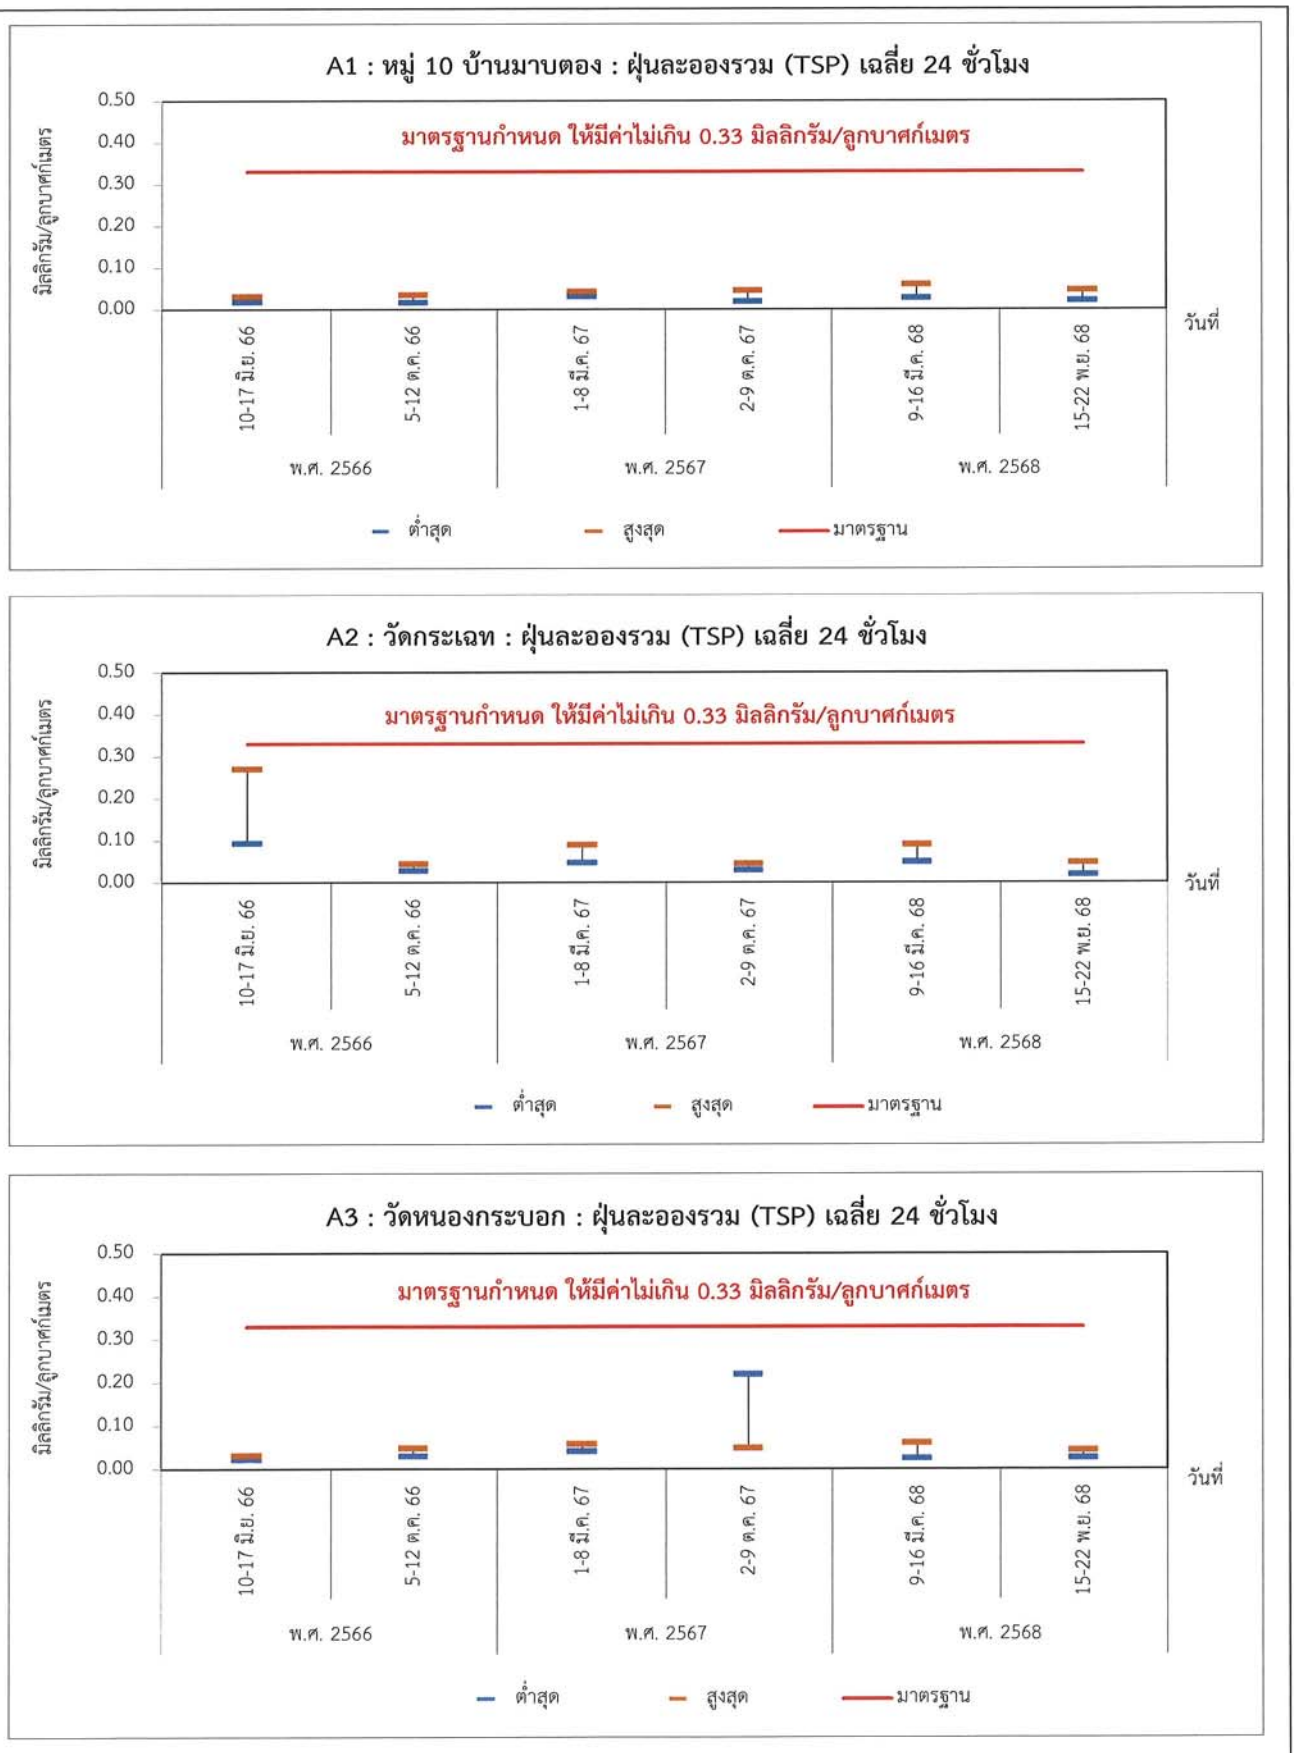 A1 : หมู่ 10 บ้านมาบตอง : ฝุ่นละอองรวม (TSP) เฉลี่ย 24 ชั่วโมง
มิลลิกรัม/ลูกบาศก์เมตร
0.50
0.40
0.30
0.20
0.10
0.00
มาตรฐานกำหนด ให้มีค่าไม่เกิน 0.33 มิลลิกรัม/ลูกบาศก์เมตร
วันที่
10-17 มิ.ย. 66
5-12 ต.ค. 66
1-8 มี.ค. 67
2-9 ต.ค. 67
9-16 มี.ค. 68
15-22 พ.ย. 68
พ.ศ. 2566
พ.ศ. 2567
พ.ศ. 2568
ต่ำสุด สูงสุด มาตรฐาน
A2 : วัดกระเฉท : ฝุ่นละอองรวม (TSP) เฉลี่ย 24 ชั่วโมง
มิลลิกรัม/ลูกบาศก์เมตร
0.50
0.40
0.30
0.20
0.10
0.00
มาตรฐานกำหนด ให้มีค่าไม่เกิน 0.33 มิลลิกรัม/ลูกบาศก์เมตร
วันที่
10-17 มิ.ย. 66
5-12 ต.ค. 66
1-8 มี.ค. 67
2-9 ต.ค. 67
9-16 มี.ค. 68
15-22 พ.ย. 68
พ.ศ. 2566
พ.ศ. 2567
พ.ศ. 2568
ต่ำสุด สูงสุด มาตรฐาน
A3 : วัดหนองกระบอก : ฝุ่นละอองรวม (TSP) เฉลี่ย 24 ชั่วโมง
มิลลิกรัม/ลูกบาศก์เมตร
0.50
0.40
0.30
0.20
0.10
0.00
มาตรฐานกำหนด ให้มีค่าไม่เกิน 0.33 มิลลิกรัม/ลูกบาศก์เมตร
วันที่
10-17 มิ.ย. 66
5-12 ต.ค. 66
1-8 มี.ค. 67
2-9 ต.ค. 67
9-16 มี.ค. 68
15-22 พ.ย. 68
พ.ศ. 2566
พ.ศ. 2567
พ.ศ. 2568
ต่ำสุด สูงสุด มาตรฐาน